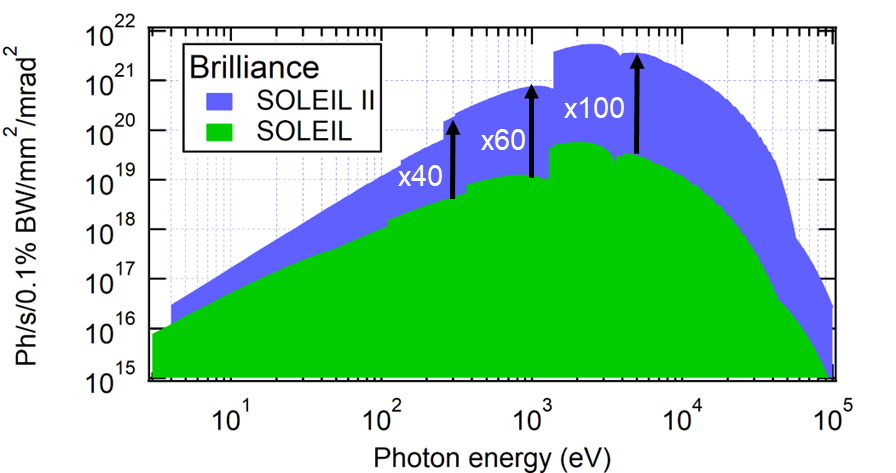 10²²
10²¹
10²⁰
10¹⁹
10¹⁸
10¹⁷
10¹⁶
10¹⁵
Ph/s/0.1% BW/mm²/mrad²
Brilliance
SOLEIL II
SOLEIL
x40
x60
x100
10¹ 10² 10³ 10⁴ 10⁵
Photon energy (eV)